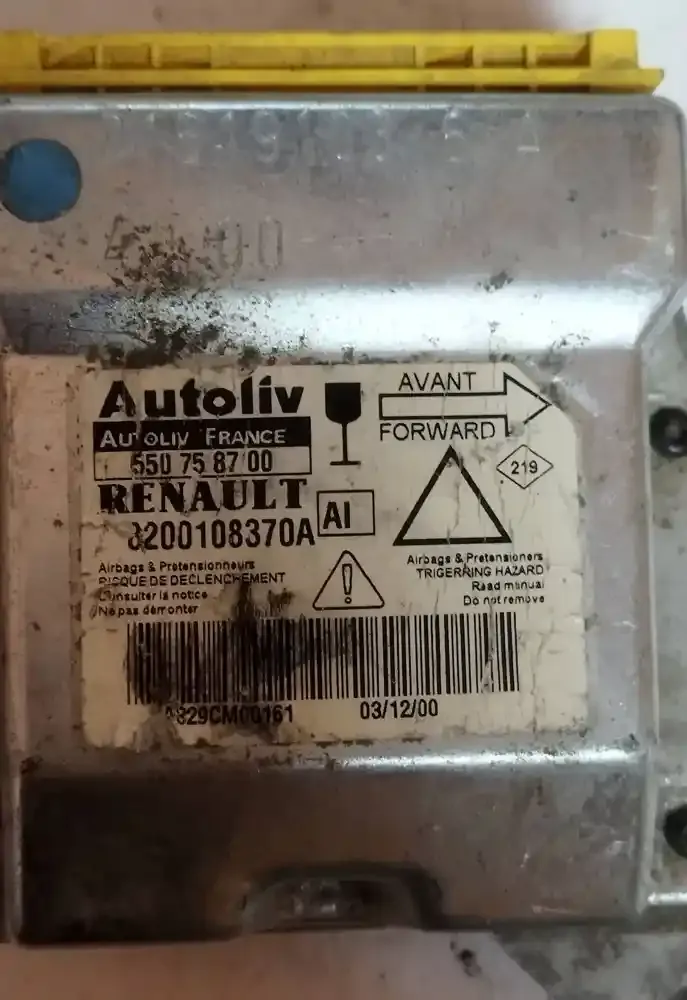 Autoliv
AUTOLIV FRANCE
550 75 87 00
RENAULT
8200108370A
AI
AVANT
FORWARD
219
Airbags & Pretensionneurs
RISQUE DE DECLENCHEMENT
Consulter la notice
Ne pas démonter
!
Airbags & Pretensioners
TRIGERRING HAZARD
Read manual
Do not remove
A829CM00161
03/12/00